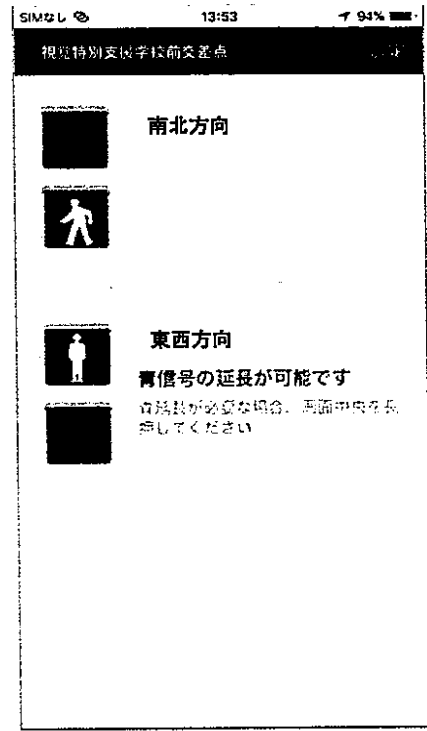 SIMなし 13:53 94%
視覚特別支援学校前交差点
南北方向
東西方向
青信号の延長が可能です
青延長が必要な場合、画面中央を長
押してください